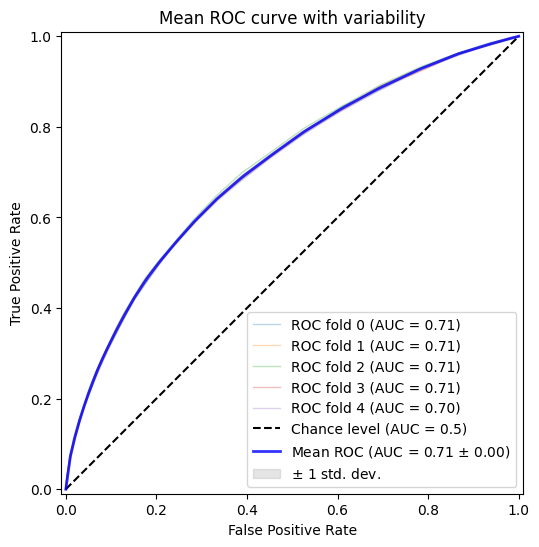 Mean ROC curve with variability
True Positive Rate
1.0
0.8
0.6
0.4
0.2
0.0
ROC fold 0 (AUC = 0.71)
ROC fold 1 (AUC = 0.71)
ROC fold 2 (AUC = 0.71)
ROC fold 3 (AUC = 0.71)
ROC fold 4 (AUC = 0.70)
Chance level (AUC = 0.5)
Mean ROC (AUC = 0.71 ± 0.00)
± 1 std. dev.
0.0 0.2 0.4 0.6 0.8 1.0
False Positive Rate